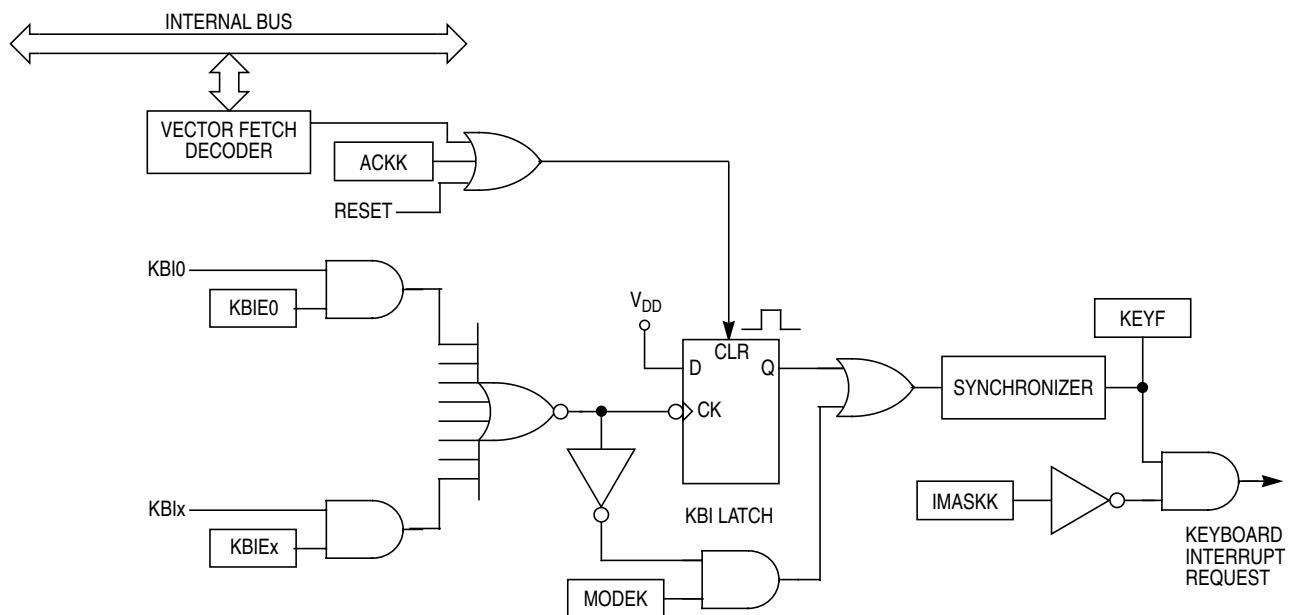 INTERNAL BUS
VECTOR FETCH
DECODER
ACKK
RESET
KBI0
KBIE0
VDD
CLR
D
Q
CK
KBI LATCH
KEYF
SYNCHRONIZER
IMASKK
KBIx
KBIEx
MODEK
KEYBOARD
INTERRUPT
REQUEST